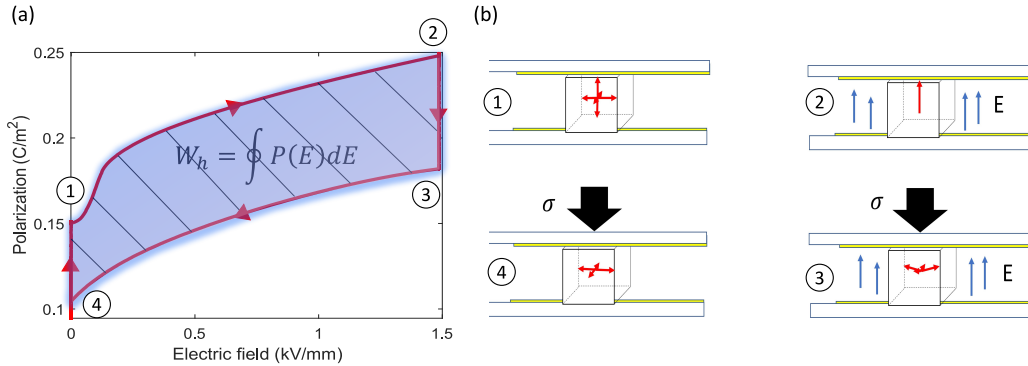 (a)
(b)
Polarization (C/m²)
0.25
0.2
0.15
0.1
1
2
3
4
W_h = ∮ P(E)dE
0
0.5
1
1.5
Electric field (kV/mm)
1
2
E
σ
σ
4
3
E